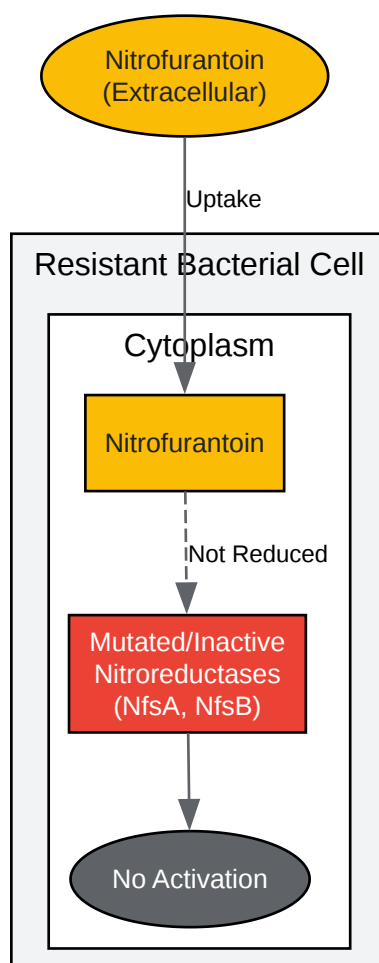 Nitrofurantoin
(Extracellular)
Uptake
Resistant Bacterial Cell
Cytoplasm
Nitrofurantoin
Not Reduced
Mutated/Inactive
Nitroreductases
(NfsA, NfsB)
No Activation